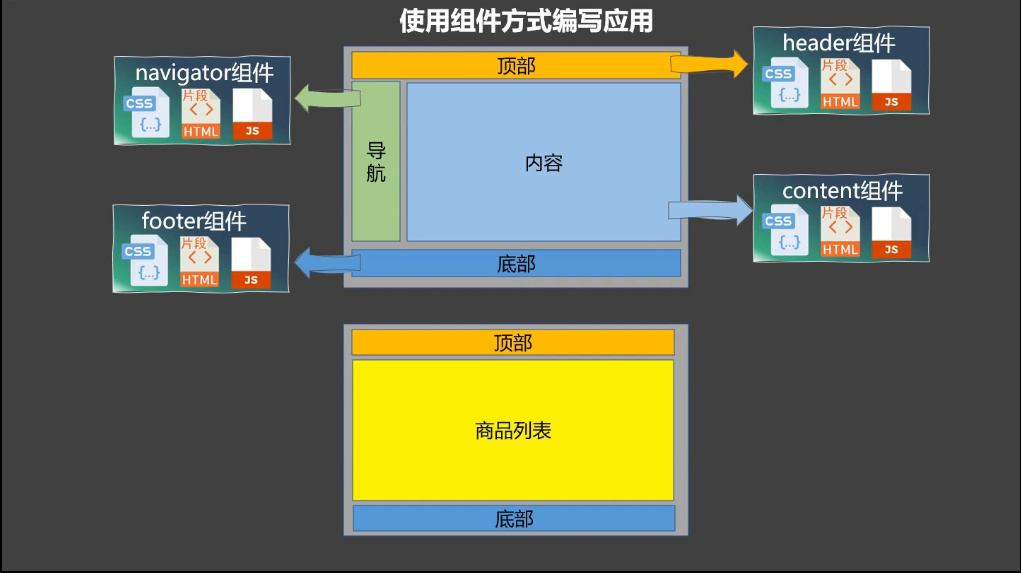 使用组件方式编写应用
navigator组件
CSS
{...}
片段
< >
HTML
JS
顶部
header组件
CSS
{...}
片段
< >
HTML
JS
导
航
内容
footer组件
CSS
{...}
片段
< >
HTML
JS
content组件
CSS
{...}
片段
< >
HTML
JS
底部
顶部
商品列表
底部